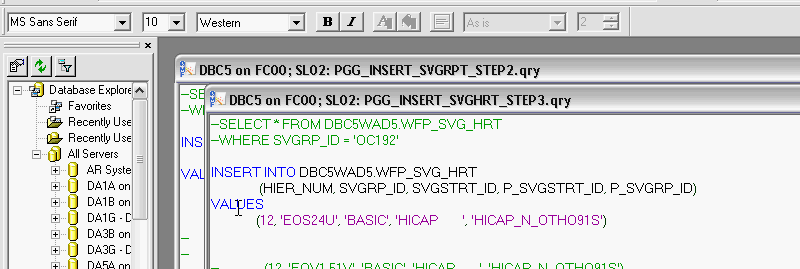 MS Sans Serif 10 Western B I A As is 2
DBC5 on FC00; SL02: PGG_INSERT_SVGRPT_STEP2.qry
DBC5 on FC00; SL02: PGG_INSERT_SVGHRT_STEP3.qry
Database Explore
Favorites
Recently Use
Recently Use
All Servers
AR System
DA1A on
DA1B on
DA1G - D
DA3B on
DA3G - D
DA5A on
--SE
--W
INS
VAL
--SELECT * FROM DBC5WAD5.WFP_SVG_HRT
--WHERE SVGRP_ID = 'OC192'
INSERT INTO DBC5WAD5.WFP_SVG_HRT
(HIER_NUM, SVGRP_ID, SVGSTRT_ID, P_SVGSTRT_ID, P_SVGRP_ID)
VALUES
(12, 'EOS24U', 'BASIC', 'HICAP      ', 'HICAP_N_OTHO91S')
--
--